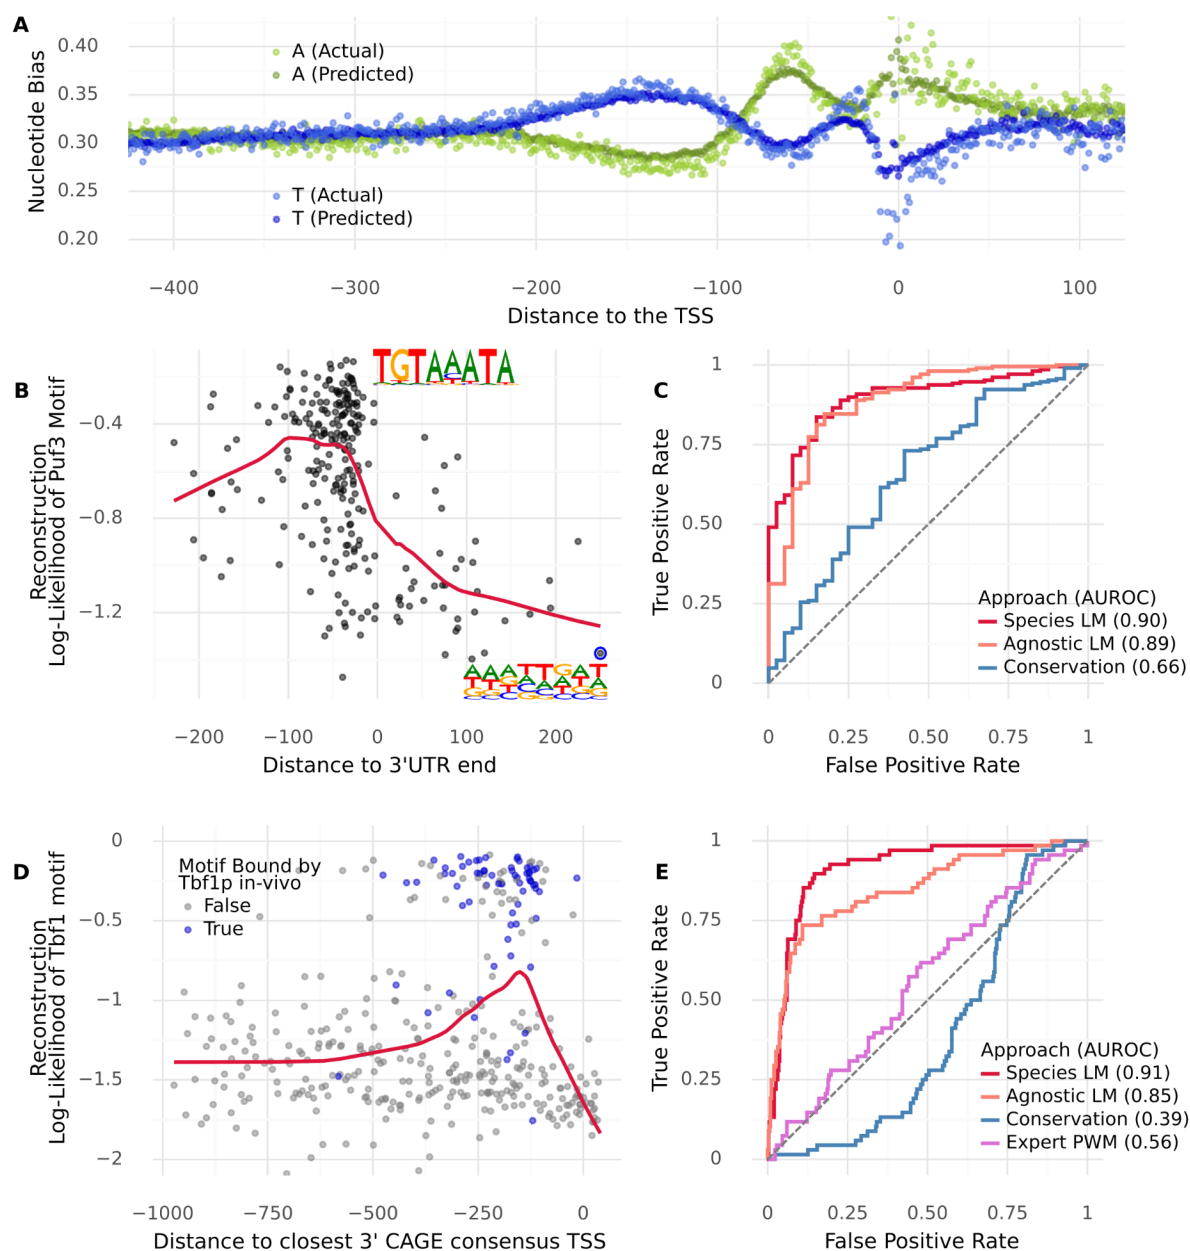 A
0.40
0.35
0.30
0.25
0.20
Nucleotide Bias
A (Actual)
A (Predicted)
T (Actual)
T (Predicted)
−400
−300
−200
−100
0
100
Distance to the TSS
B
Reconstruction
Log-Likelihood of Puf3 Motif
−0.4
−0.8
−1.2
TGTAAATA
AAATTGAT
−200
−100
0
100
200
Distance to 3'UTR end
C
True Positive Rate
1
0.75
0.50
0.25
0
Approach (AUROC)
Species LM (0.90)
Agnostic LM (0.89)
Conservation (0.66)
0
0.25
0.50
0.75
1
False Positive Rate
D
Reconstruction
Log-Likelihood of Tbf1 motif
0
−0.5
−1
−1.5
−2
Motif Bound by
Tbf1p in-vivo
False
True
−1000
−750
−500
−250
0
Distance to closest 3' CAGE consensus TSS
E
True Positive Rate
1
0.75
0.50
0.25
0
Approach (AUROC)
Species LM (0.91)
Agnostic LM (0.85)
Conservation (0.39)
Expert PWM (0.56)
0
0.25
0.50
0.75
1
False Positive Rate